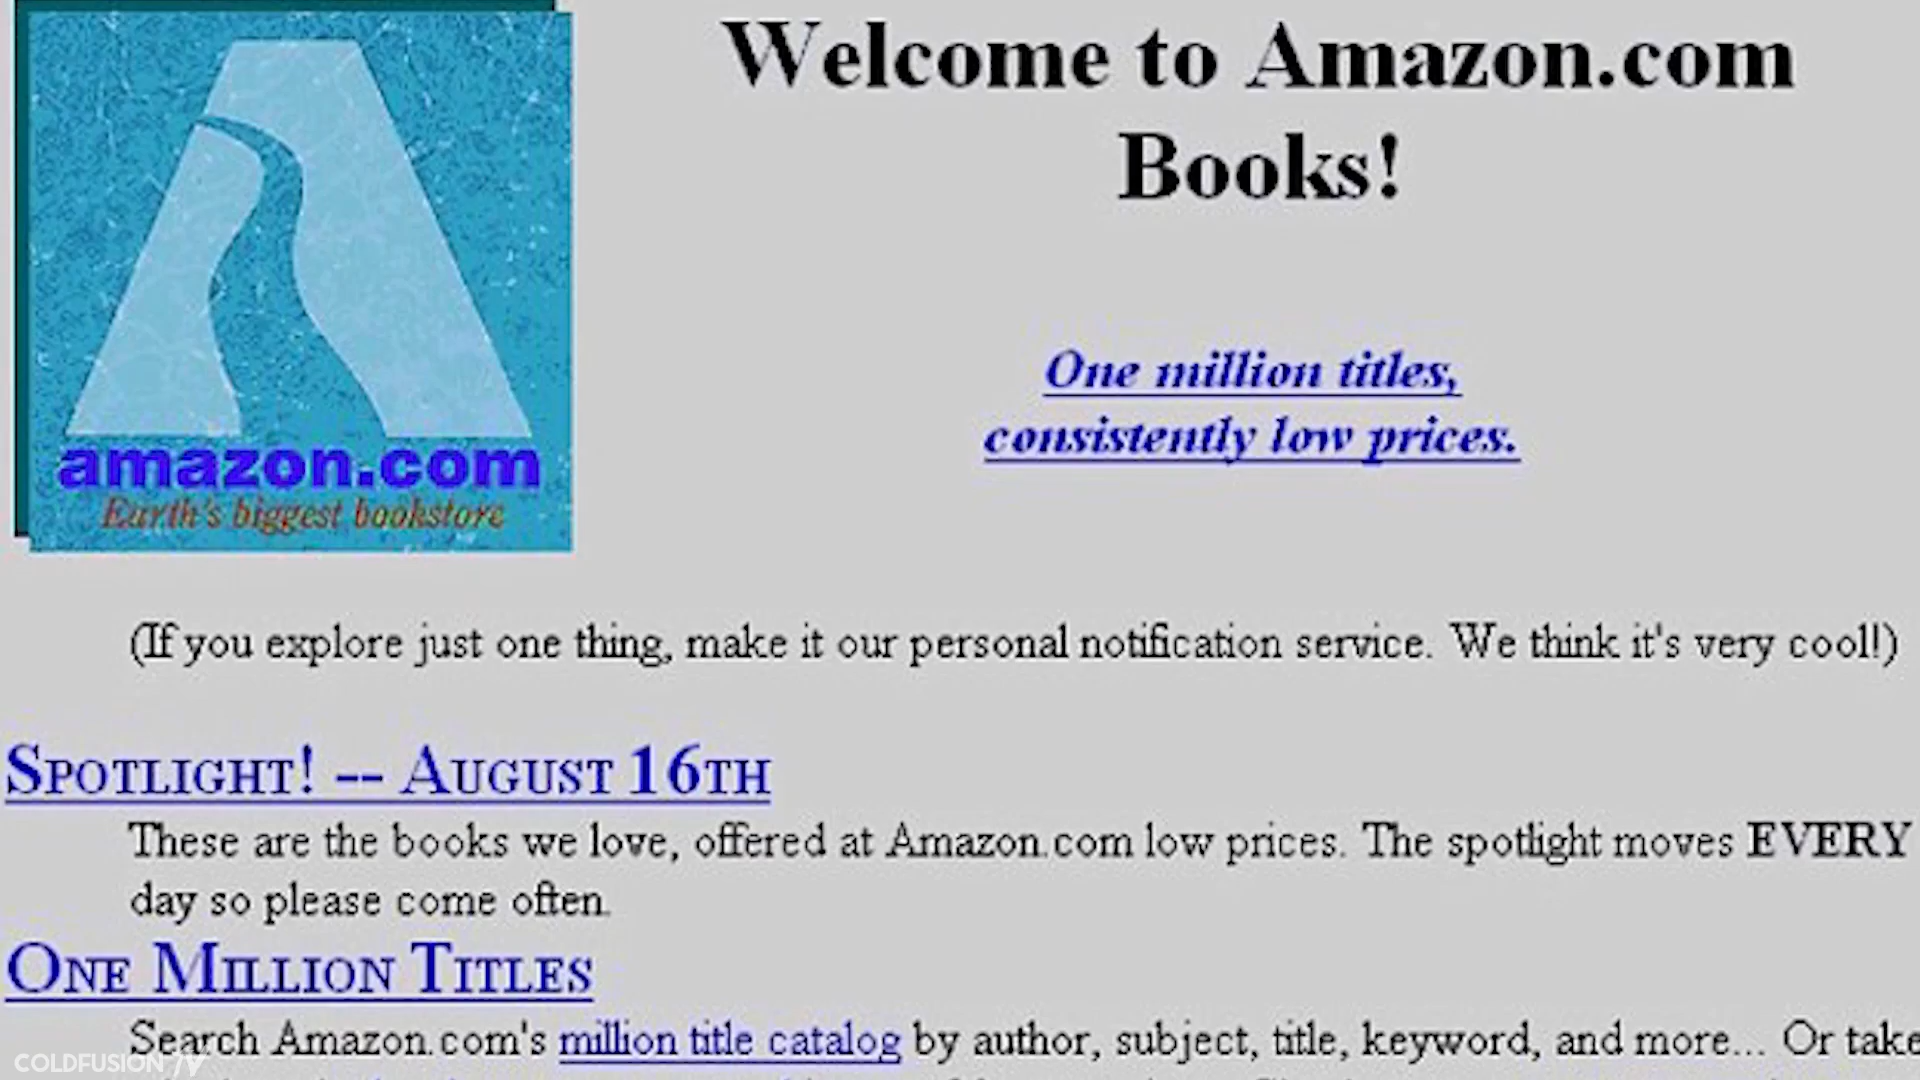 Welcome to Amazon.com
Books!
One million titles,
consistently low prices.
amazon.com
Earth's biggest bookstore
(If you explore just one thing, make it our personal notification service. We think it's very cool!)
SPOTLIGHT! -- AUGUST 16TH
These are the books we love, offered at Amazon.com low prices. The spotlight moves EVERY
day so please come often.
ONE MILLION TITLES
Search Amazon.com's million title catalog by author, subject, title, keyword, and more... Or take
COLDFUSION TV